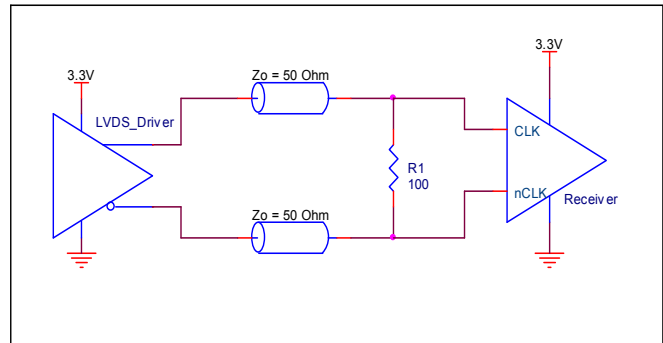 3.3V
LVDS_Driver
Zo = 50 Ohm
Zo = 50 Ohm
R1
100
3.3V
CLK
nCLK
Receiver